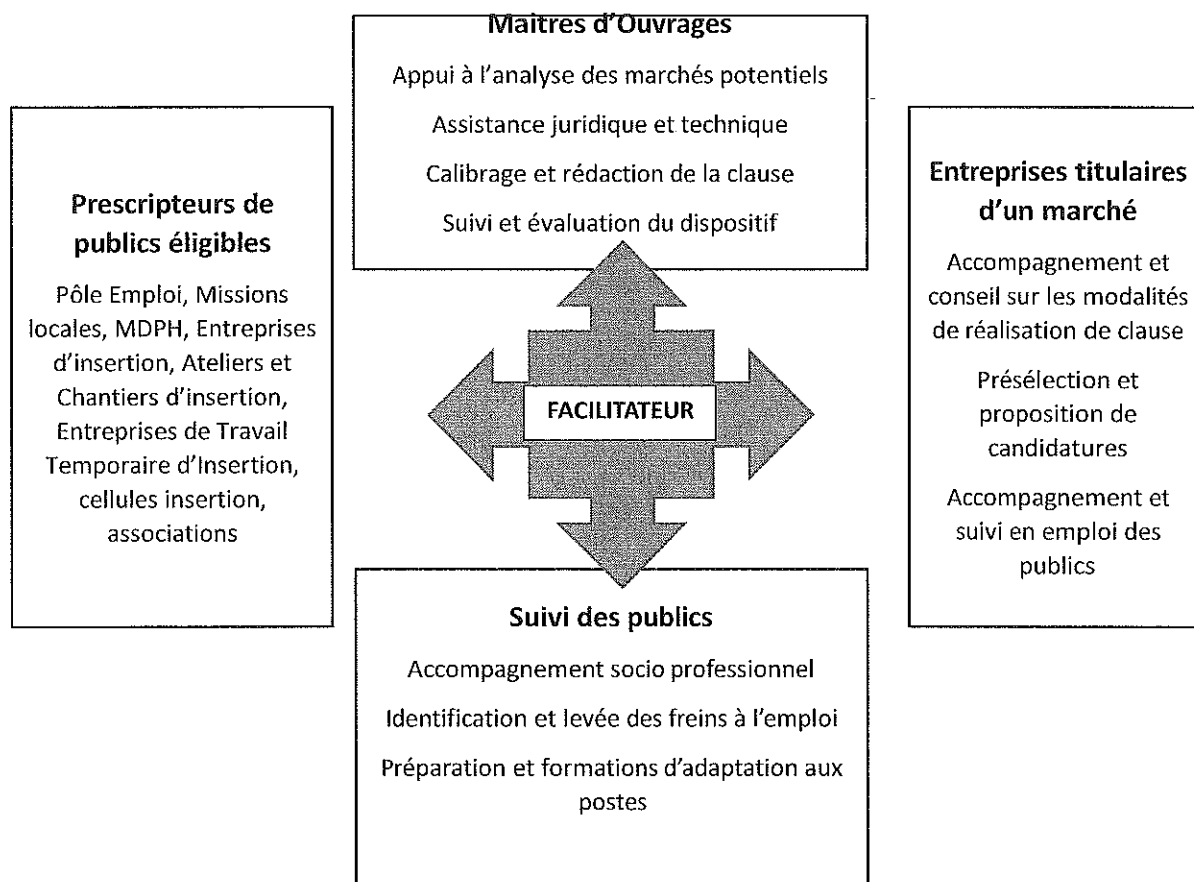 Maitres d'Ouvrages
Appui à l'analyse des marchés potentiels
Assistance juridique et technique
Calibrage et rédaction de la clause
Suivi et évaluation du dispositif
Prescripteurs de
publics éligibles
Pôle Emploi, Missions
locales, MDPH, Entreprises
d'insertion, Ateliers et
Chantiers d'insertion,
Entreprises de Travail
Temporaire d'Insertion,
cellules insertion,
associations
FACILITATEUR
Entreprises titulaires
d'un marché
Accompagnement et
conseil sur les modalités
de réalisation de clause
Présélection et
proposition de
candidatures
Accompagnement et
suivi en emploi des
publics
Suivi des publics
Accompagnement socio professionnel
Identification et levée des freins à l'emploi
Préparation et formations d'adaptation aux
postes